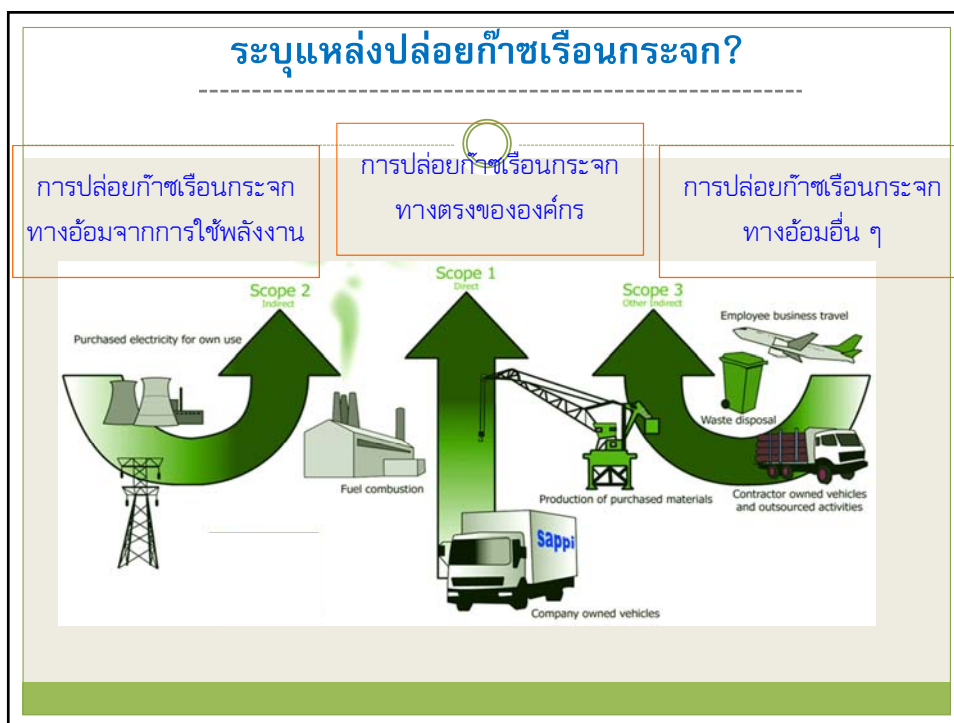 ระบุแหล่งปล่อยก๊าซเรือนกระจก?
การปล่อยก๊าซเรือนกระจก
ทางอ้อมจากการใช้พลังงาน
การปล่อยก๊าซเรือนกระจก
ทางตรงขององค์กร
การปล่อยก๊าซเรือนกระจก
ทางอ้อมอื่น ๆ
Scope 2
Indirect
Purchased electricity for own use
Scope 1
Direct
Fuel combustion
sappi
Company owned vehicles
Scope 3
Other Indirect
Employee business travel
Waste disposal
Production of purchased materials
Contractor owned vehicles
and outsourced activities